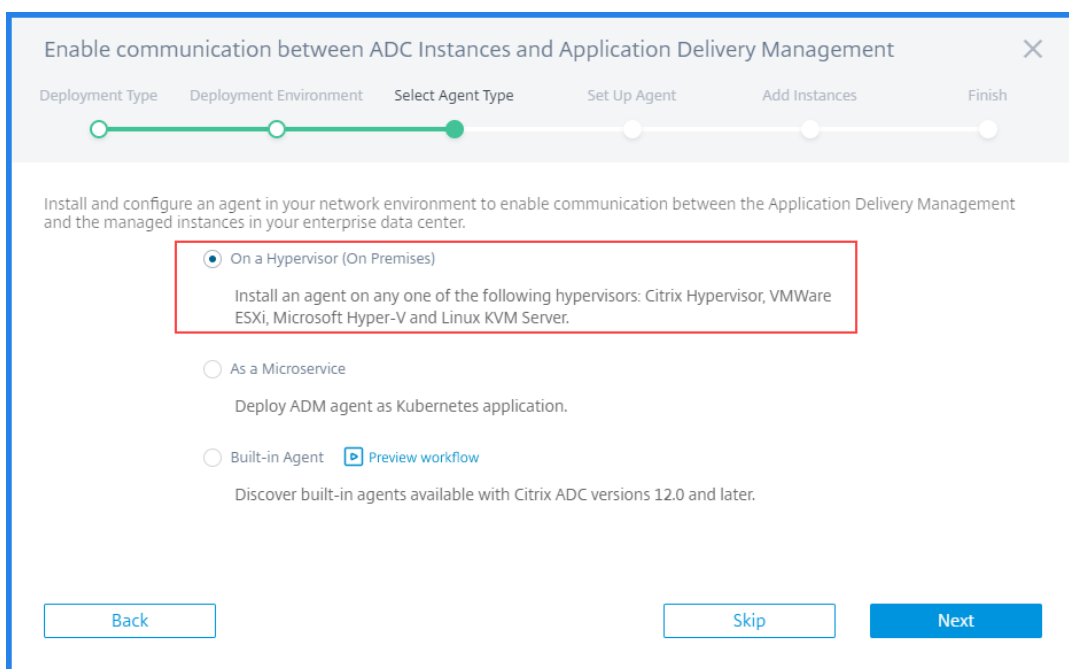 Enable communication between ADC Instances and Application Delivery Management
Deployment Type Deployment Environment Select Agent Type Set Up Agent Add Instances Finish
Install and configure an agent in your network environment to enable communication between the Application Delivery Management
and the managed instances in your enterprise data center.
On a Hypervisor (On Premises)
Install an agent on any one of the following hypervisors: Citrix Hypervisor, VMWare
ESXi, Microsoft Hyper-V and Linux KVM Server.
As a Microservice
Deploy ADM agent as Kubernetes application.
Built-in Agent Preview workflow
Discover built-in agents available with Citrix ADC versions 12.0 and later.
Back Skip Next